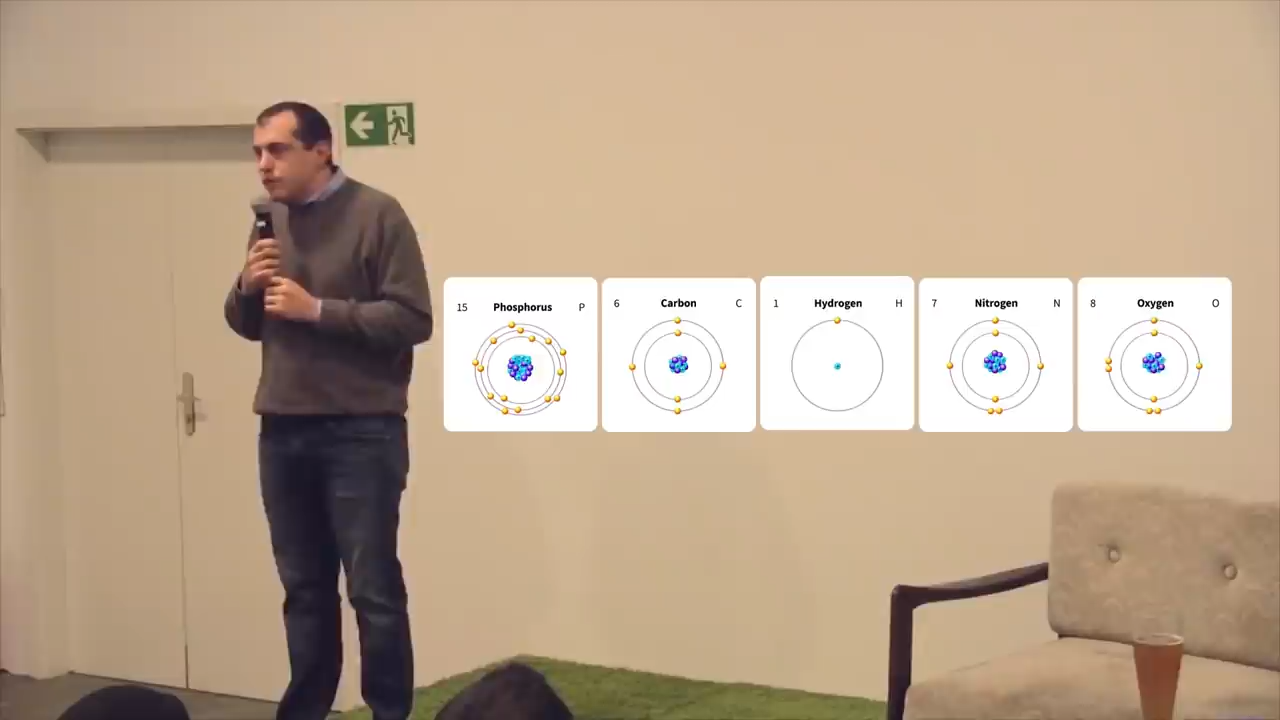 15 Phosphorus P
6 Carbon C
1 Hydrogen H
7 Nitrogen N
8 Oxygen O